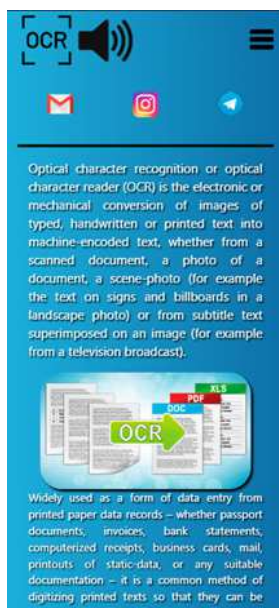 OCR
Optical character recognition or optical
character reader (OCR) is the electronic or
mechanical conversion of images of
typed, handwritten or printed text into
machine-encoded text, whether from a
scanned document, a photo of a
document, a scene-photo (for example
the text on signs and billboards in a
landscape photo) or from subtitle text
superimposed on an image (for example
from a television broadcast).
XLS
PDF
DOC
OCR
Widely used as a form of data entry from
printed paper data records – whether passport
documents, invoices, bank statements,
computerized receipts, business cards, mail,
printouts of static-data, or any suitable
documentation – it is a common method of
digitizing printed texts so that they can be